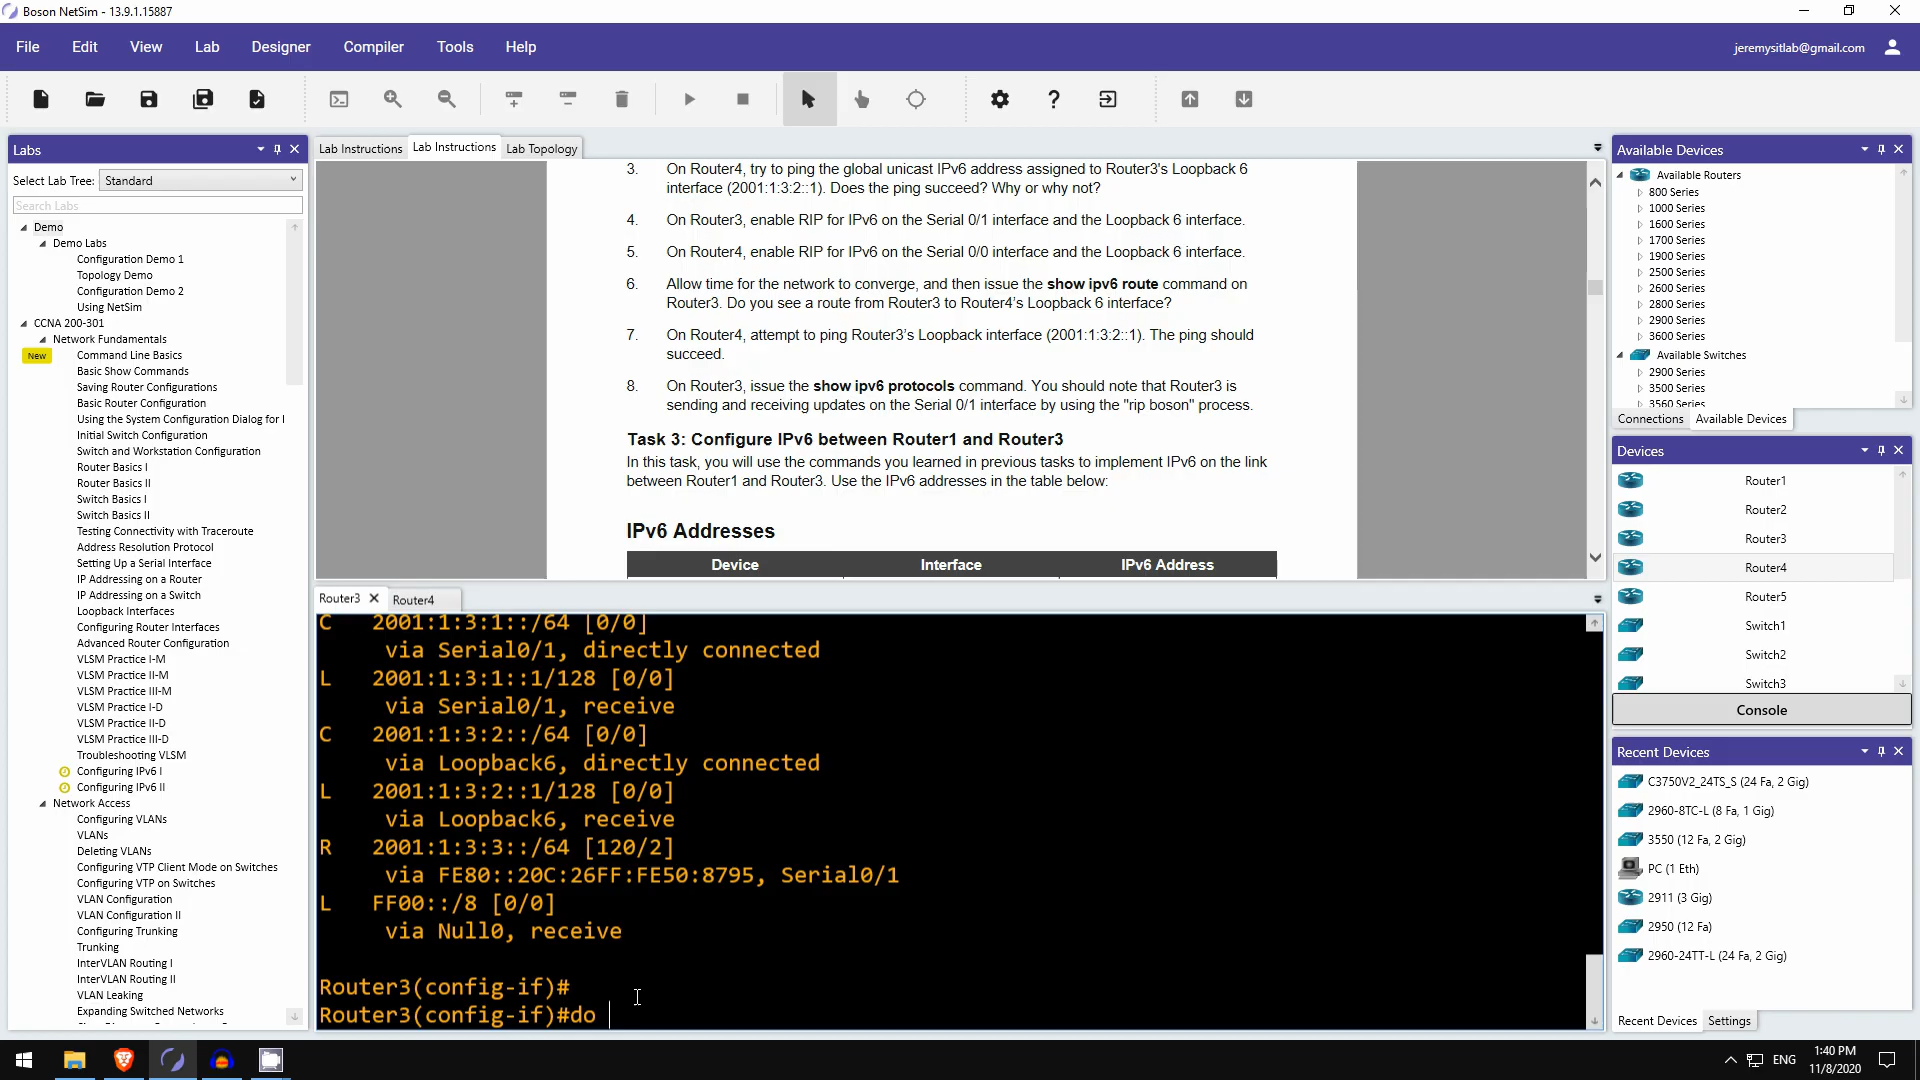 Boson NetSim - 13.9.1.15887
File
Edit
View
Lab
Designer
Compiler
Tools
Help
jeremysitlab@gmail.com
Labs
Select Lab Tree:
Standard
Search Labs
Demo
Demo Labs
Configuration Demo 1
Topology Demo
Configuration Demo 2
Using NetSim
CCNA 200-301
Network Fundamentals
New
Command Line Basics
Basic Show Commands
Saving Router Configurations
Basic Router Configuration
Using the System Configuration Dialog for I
Initial Switch Configuration
Switch and Workstation Configuration
Router Basics I
Router Basics II
Switch Basics I
Switch Basics II
Testing Connectivity with Traceroute
Address Resolution Protocol
Setting Up a Serial Interface
IP Addressing on a Router
IP Addressing on a Switch
Loopback Interfaces
Configuring Router Interfaces
Advanced Router Configuration
VLSM Practice I-M
VLSM Practice II-M
VLSM Practice III-M
VLSM Practice I-D
VLSM Practice II-D
VLSM Practice III-D
Troubleshooting VLSM
Configuring IPv6 I
Configuring IPv6 II
Network Access
Configuring VLANs
VLANs
Deleting VLANs
Configuring VTP Client Mode on Switches
Configuring VTP on Switches
VLAN Configuration
VLAN Configuration II
Configuring Trunking
Trunking
InterVLAN Routing I
InterVLAN Routing II
VLAN Leaking
Expanding Switched Networks
Lab Instructions
Lab Instructions
Lab Topology
3. On Router4, try to ping the global unicast IPv6 address assigned to Router3's Loopback 6
interface (2001:1:3:2::1). Does the ping succeed? Why or why not?
4. On Router3, enable RIP for IPv6 on the Serial 0/1 interface and the Loopback 6 interface.
5. On Router4, enable RIP for IPv6 on the Serial 0/0 interface and the Loopback 6 interface.
6. Allow time for the network to converge, and then issue the show ipv6 route command on
Router3. Do you see a route from Router3 to Router4's Loopback 6 interface?
7. On Router4, attempt to ping Router3's Loopback interface (2001:1:3:2::1). The ping should
succeed.
8. On Router3, issue the show ipv6 protocols command. You should note that Router3 is
sending and receiving updates on the Serial 0/1 interface by using the "rip boson" process.
Task 3: Configure IPv6 between Router1 and Router3
In this task, you will use the commands you learned in previous tasks to implement IPv6 on the link
between Router1 and Router3. Use the IPv6 addresses in the table below:
IPv6 Addresses
Device
Interface
IPv6 Address
Router3
Router4
C 2001:1:3:1::/64 [0/0]
via Serial0/1, directly connected
L 2001:1:3:1::1/128 [0/0]
via Serial0/1, receive
C 2001:1:3:2::/64 [0/0]
via Loopback6, directly connected
L 2001:1:3:2::1/128 [0/0]
via Loopback6, receive
R 2001:1:3:3::/64 [120/2]
via FE80::20C:26FF:FE50:8795, Serial0/1
L FF00::/8 [0/0]
via Null0, receive
Router3(config-if)#
Router3(config-if)#do
Available Devices
Available Routers
800 Series
1000 Series
1600 Series
1700 Series
1900 Series
2500 Series
2600 Series
2800 Series
2900 Series
3600 Series
Available Switches
2900 Series
3500 Series
3560 Series
Connections
Available Devices
Devices
Router1
Router2
Router3
Router4
Router5
Switch1
Switch2
Switch3
Console
Recent Devices
C3750V2_24TS_S (24 Fa, 2 Gig)
2960-8TC-L (8 Fa, 1 Gig)
3550 (12 Fa, 2 Gig)
PC (1 Eth)
2911 (3 Gig)
2950 (12 Fa)
2960-24TT-L (24 Fa, 2 Gig)
Recent Devices
Settings
ENG
1:40 PM
11/8/2020